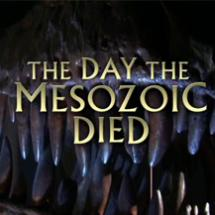 THE DAY THE
MESOZOIC
DIED